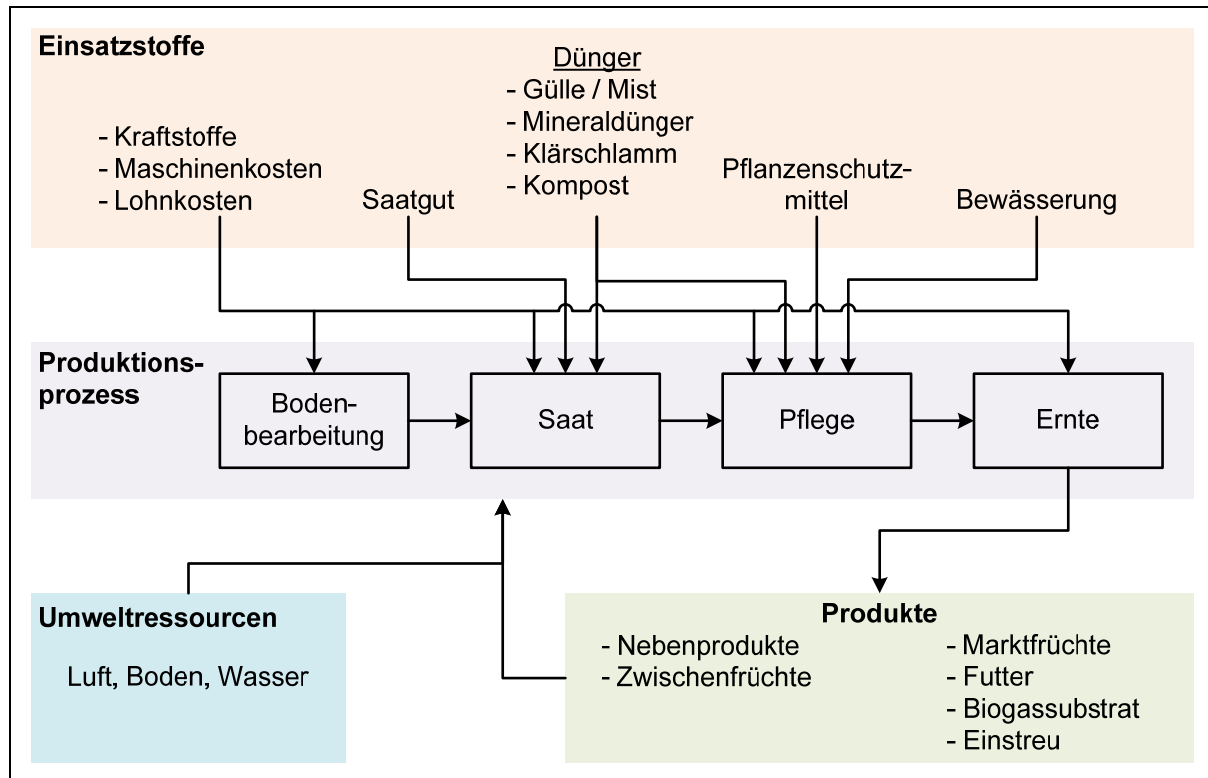 Einsatzstoffe
- Kraftstoffe
- Maschinenkosten
- Lohnkosten
Saatgut
Dünger
- Gülle / Mist
- Mineraldünger
- Klärschlamm
- Kompost
Pflanzenschutz-
mittel
Bewässerung
Produktions-
prozess
Boden-
bearbeitung
Saat
Pflege
Ernte
Umweltressourcen
Luft, Boden, Wasser
Produkte
- Nebenprodukte
- Zwischenfrüchte
- Marktfrüchte
- Futter
- Biogassubstrat
- Einstreu